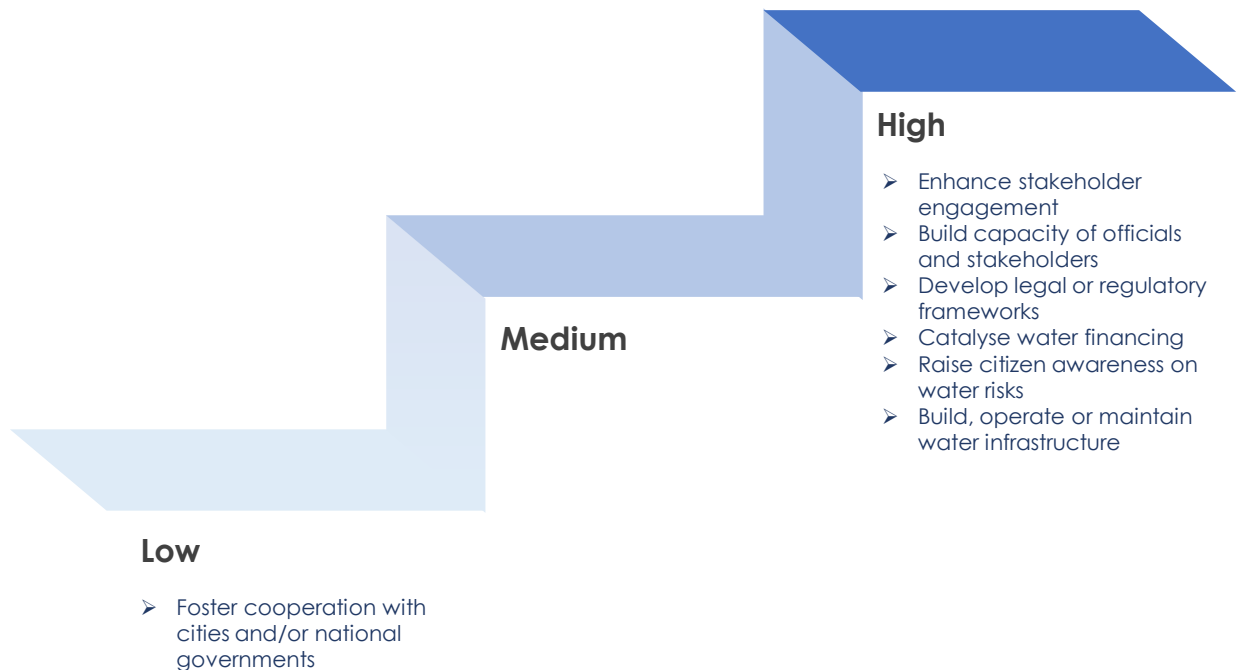 High
➢ Enhance stakeholder
engagement
➢ Build capacity of officials
and stakeholders
➢ Develop legal or regulatory
frameworks
➢ Catalyse water financing
➢ Raise citizen awareness on
water risks
➢ Build, operate or maintain
water infrastructure
Medium
Low
➢ Foster cooperation with
cities and/or national
governments